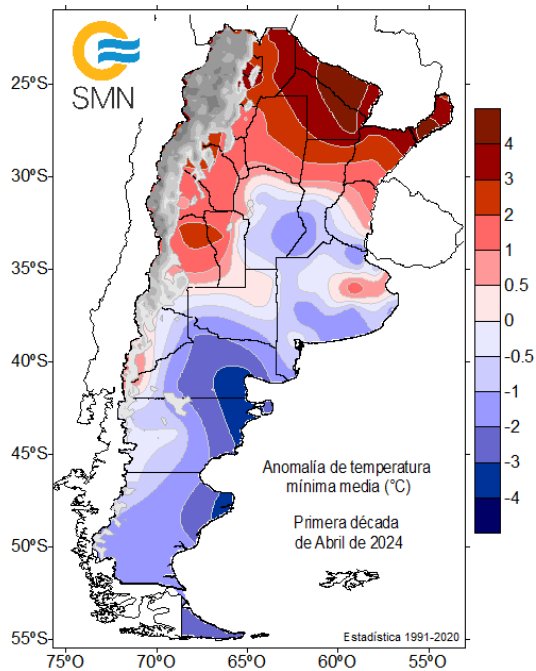 SMN
25ºS
30ºS
35ºS
40ºS
45ºS
50ºS
55ºS
75ºO
70ºO
65ºO
60ºO
55ºO
4
3
2
1
0.5
0
-0.5
-1
-2
-3
-4
Anomalía de temperatura
mínima media (°C)
Primera década
de Abril de 2024
Estadística 1991-2020